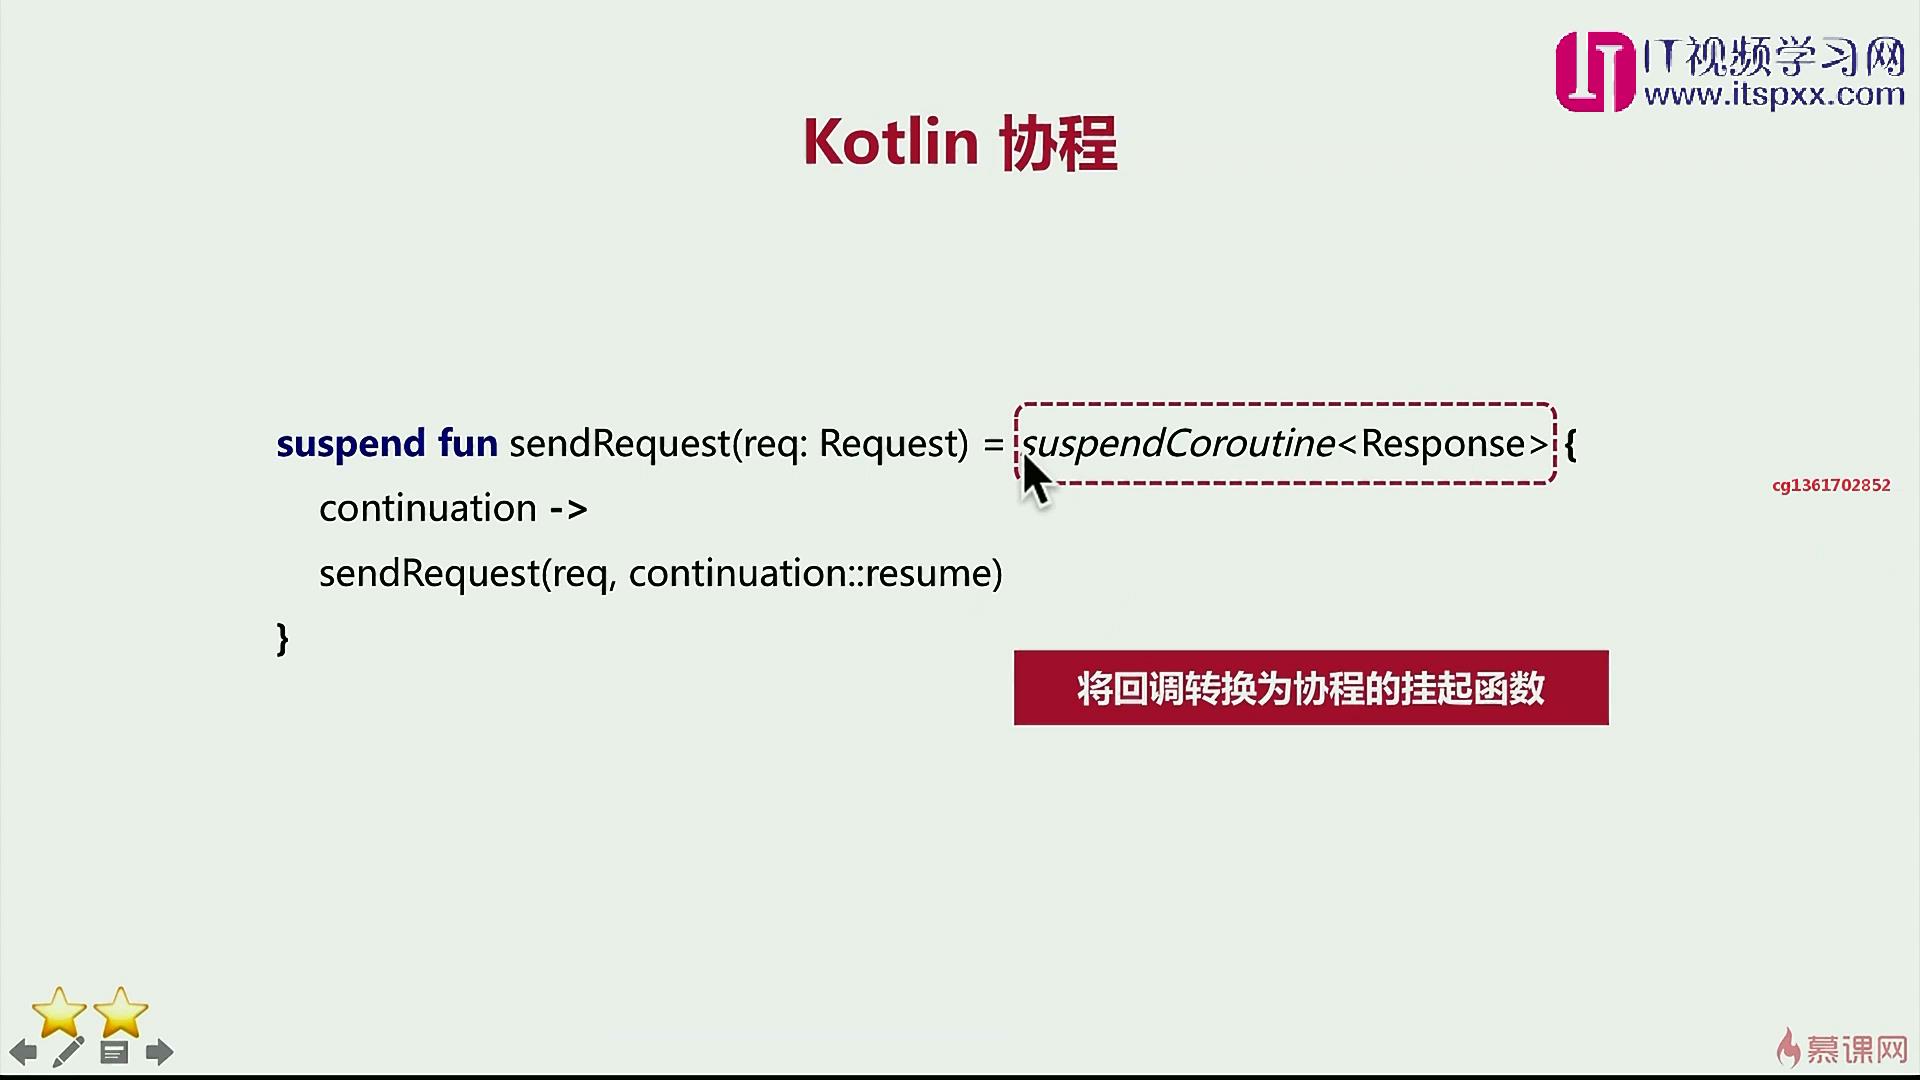 IT视频学习网
www.itspxx.com
Kotlin 协程
suspend fun sendRequest(req: Request) = suspendCoroutine<Response> {
continuation ->
sendRequest(req, continuation::resume)
}
cg1361702852
将回调转换为协程的挂起函数
慕课网